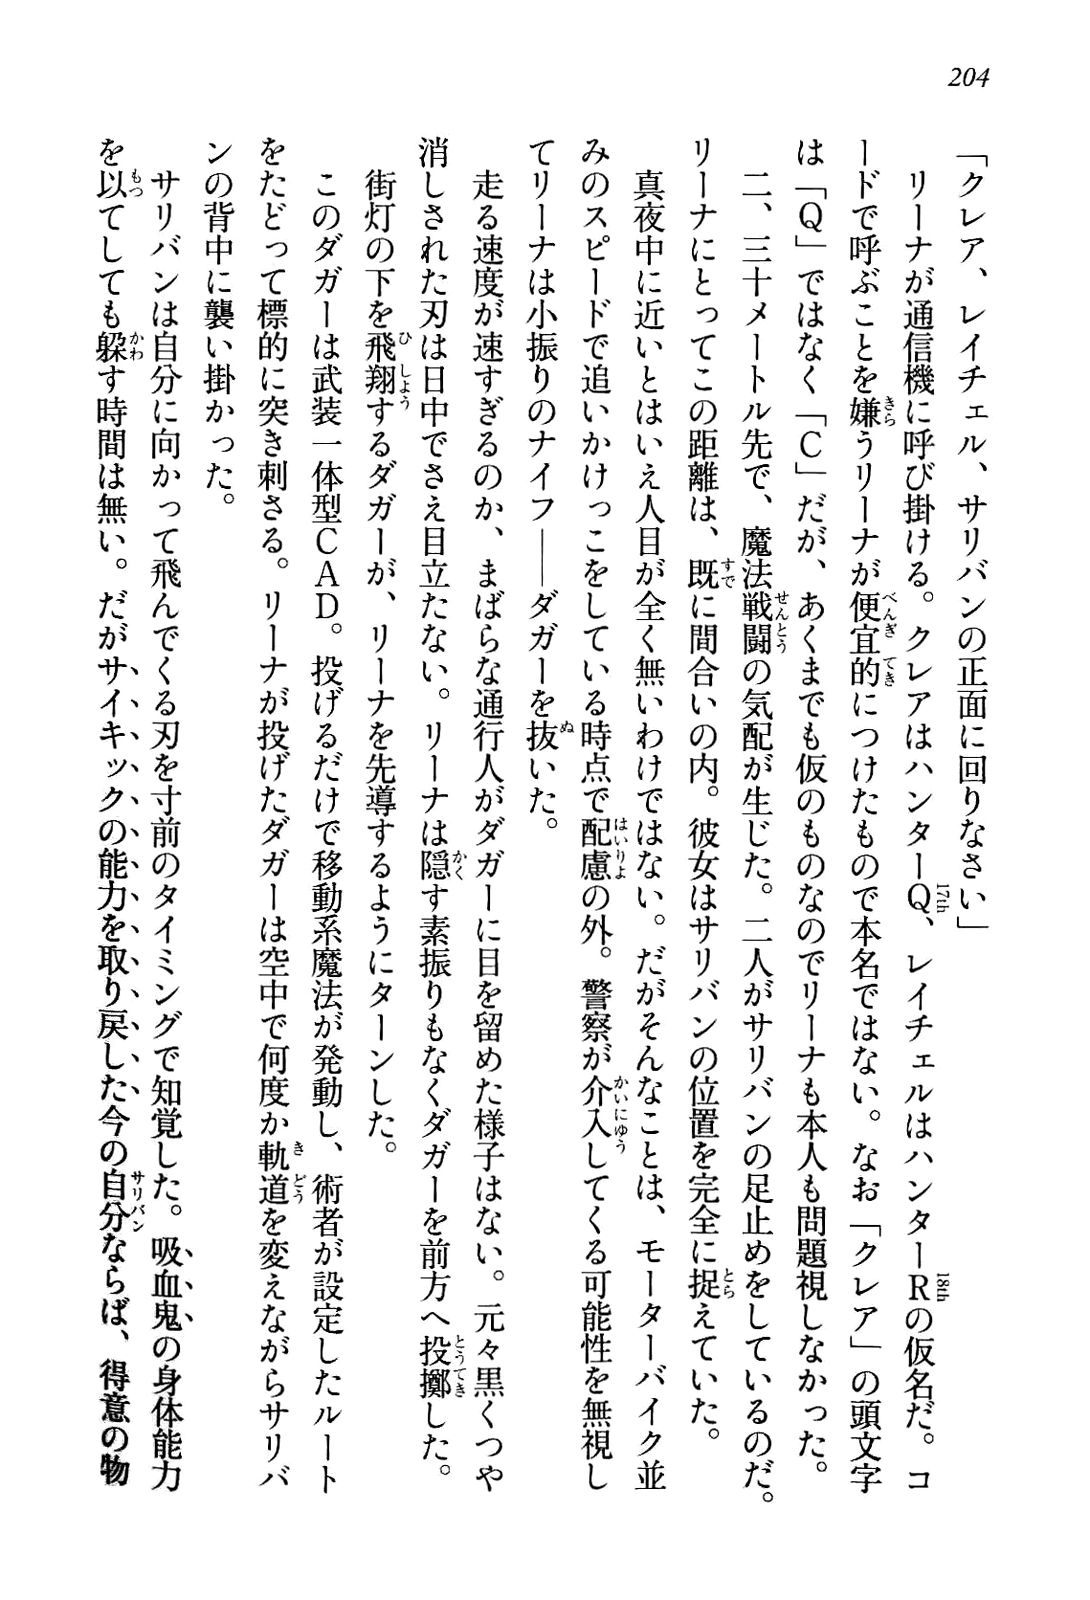 204
「クレア、レイチェル、サリバンの正面に回りなさい」
　リーナが通信機に呼び掛ける。クレアはハンターQ、レイチェルはハンターRの仮名だ。コ
ードで呼ぶことを嫌うリーナが便宜的につけたもので本名ではない。なお「クレア」の頭文字
は「Q」ではなく「C」だが、あくまでも仮のものなのでリーナも本人も問題視しなかった。
　二、三十メートル先で、魔法戦闘の気配が生じた。二人がサリバンの足止めをしているのだ。
リーナにとってこの距離は、既に間合いの内。彼女はサリバンの位置を完全に捉えていた。
　真夜中に近いとはいえ人目が全く無いわけではない。だがそんなことは、モーターバイク並
みのスピードで追いかけっこをしている時点で配慮の外。警察が介入してくる可能性を無視し
てリーナは小振りのナイフ――ダガーを抜いた。
　走る速度が速すぎるのか、まばらな通行人がダガーに目を留めた様子はない。元々黒くつや
消しされた刃は日中でさえ目立たない。リーナは隠す素振りもなくダガーを前方へ投擲した。
　街灯の下を飛翔するダガーが、リーナを先導するようにターンした。
　このダガーは武装一体型CAD。投げるだけで移動系魔法が発動し、術者が設定したルート
をたどって標的に突き刺さる。リーナが投げたダガーは空中で何度か軌道を変えながらサリバ
ンの背中に襲い掛かった。
　サリバンは自分に向かって飛んでくる刃を寸前のタイミングで知覚した。吸血鬼の身体能力
を以てしても躱す時間は無い。だがサイキックの能力を取り戻した今の自分ならば、得意の物